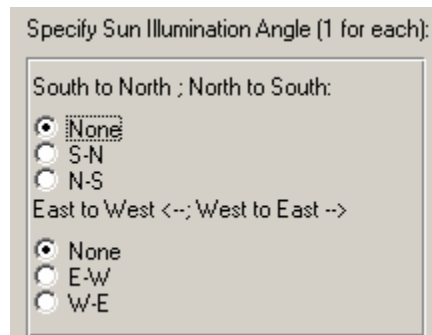 Specify Sun Illumination Angle (1 for each):
South to North ; North to South:
None
S-N
N-S
East to West <--; West to East -->
None
E-W
W-E